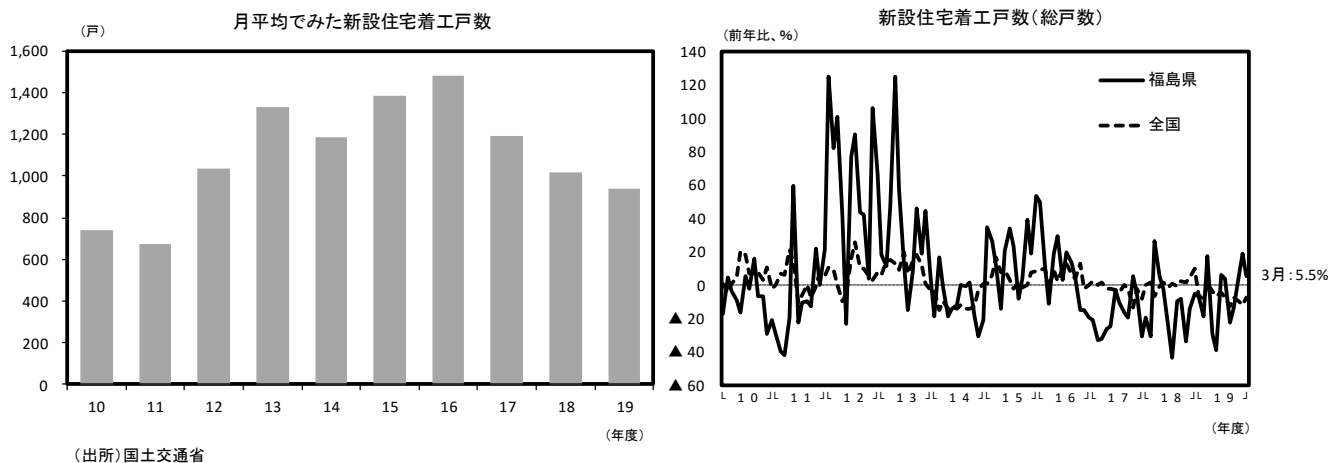 月平均でみた新設住宅着工戸数
（戸）
1,600
1,400
1,200
1,000
800
600
400
200
0
10 11 12 13 14 15 16 17 18 19
（年度）
（出所）国土交通省
新設住宅着工戸数（総戸数）
（前年比、％）
140
120
100
80
60
40
20
0
▲ 20
▲ 40
▲ 60
福島県
全国
3月：5.5%
10 11 12 13 14 15 16 17 18 19
（年度）